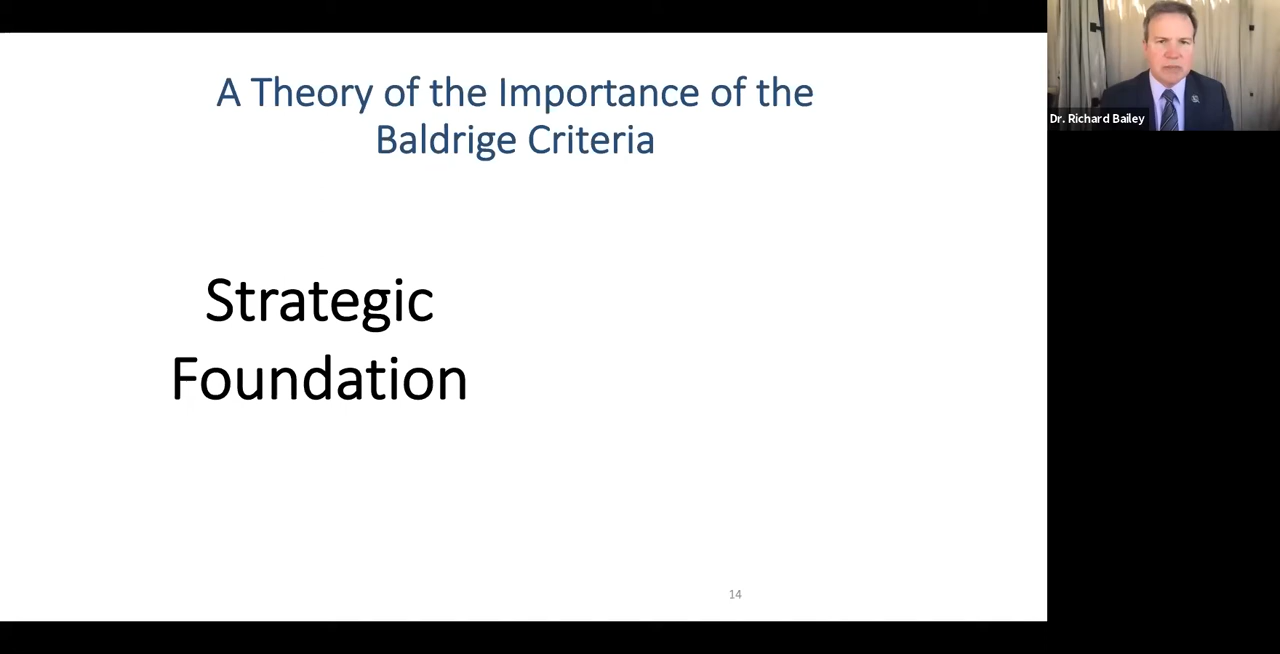 A Theory of the Importance of the
Baldrige Criteria
Strategic
Foundation
14
Dr. Richard Bailey